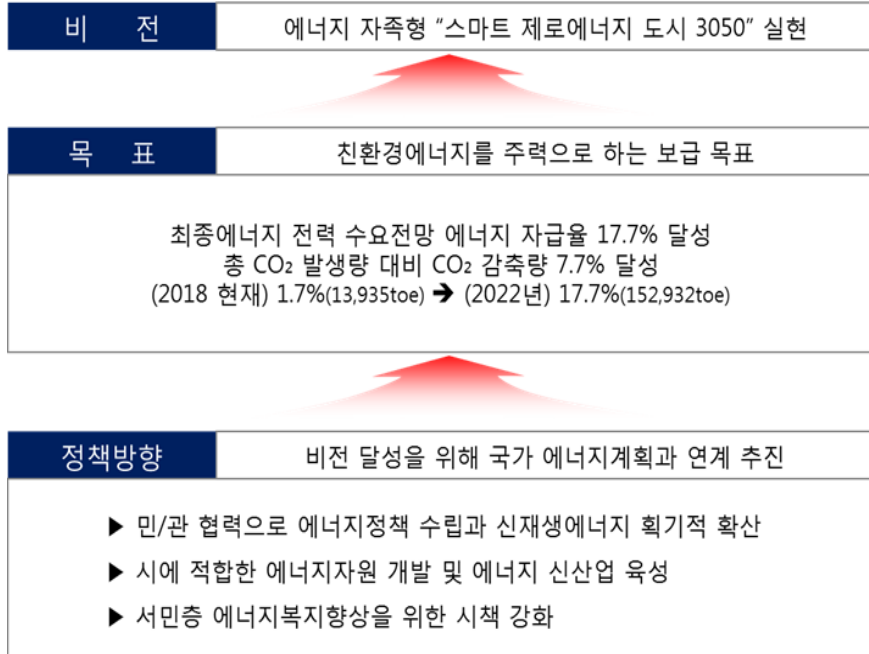 비 전
에너지 자족형 “스마트 제로에너지 도시 3050” 실현
목 표
친환경에너지를 주력으로 하는 보급 목표
최종에너지 전력 수요전망 에너지 자급율 17.7% 달성
총 CO₂ 발생량 대비 CO₂ 감축량 7.7% 달성
(2018 현재) 1.7%(13,935toe) ➔ (2022년) 17.7%(152,932toe)
정책방향
비전 달성을 위해 국가 에너지계획과 연계 추진
▶ 민/관 협력으로 에너지정책 수립과 신재생에너지 획기적 확산
▶ 시에 적합한 에너지자원 개발 및 에너지 신산업 육성
▶ 서민층 에너지복지향상을 위한 시책 강화